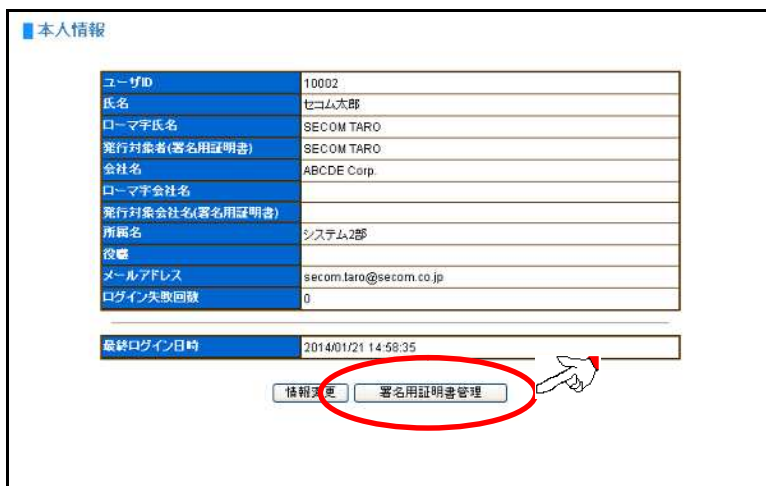 本人情報
ユーザID 10002
氏名 セコム太郎
ローマ字氏名 SECOM TARO
発行対象者(署名用証明書) SECOM TARO
会社名 ABCDE Corp.
ローマ字会社名
発行対象会社名(署名用証明書)
所属名 システム2部
役職
メールアドレス secom.taro@secom.co.jp
ログイン失敗回数 0
最終ログイン日時 2014/01/21 14:58:35
情報変更 署名用証明書管理